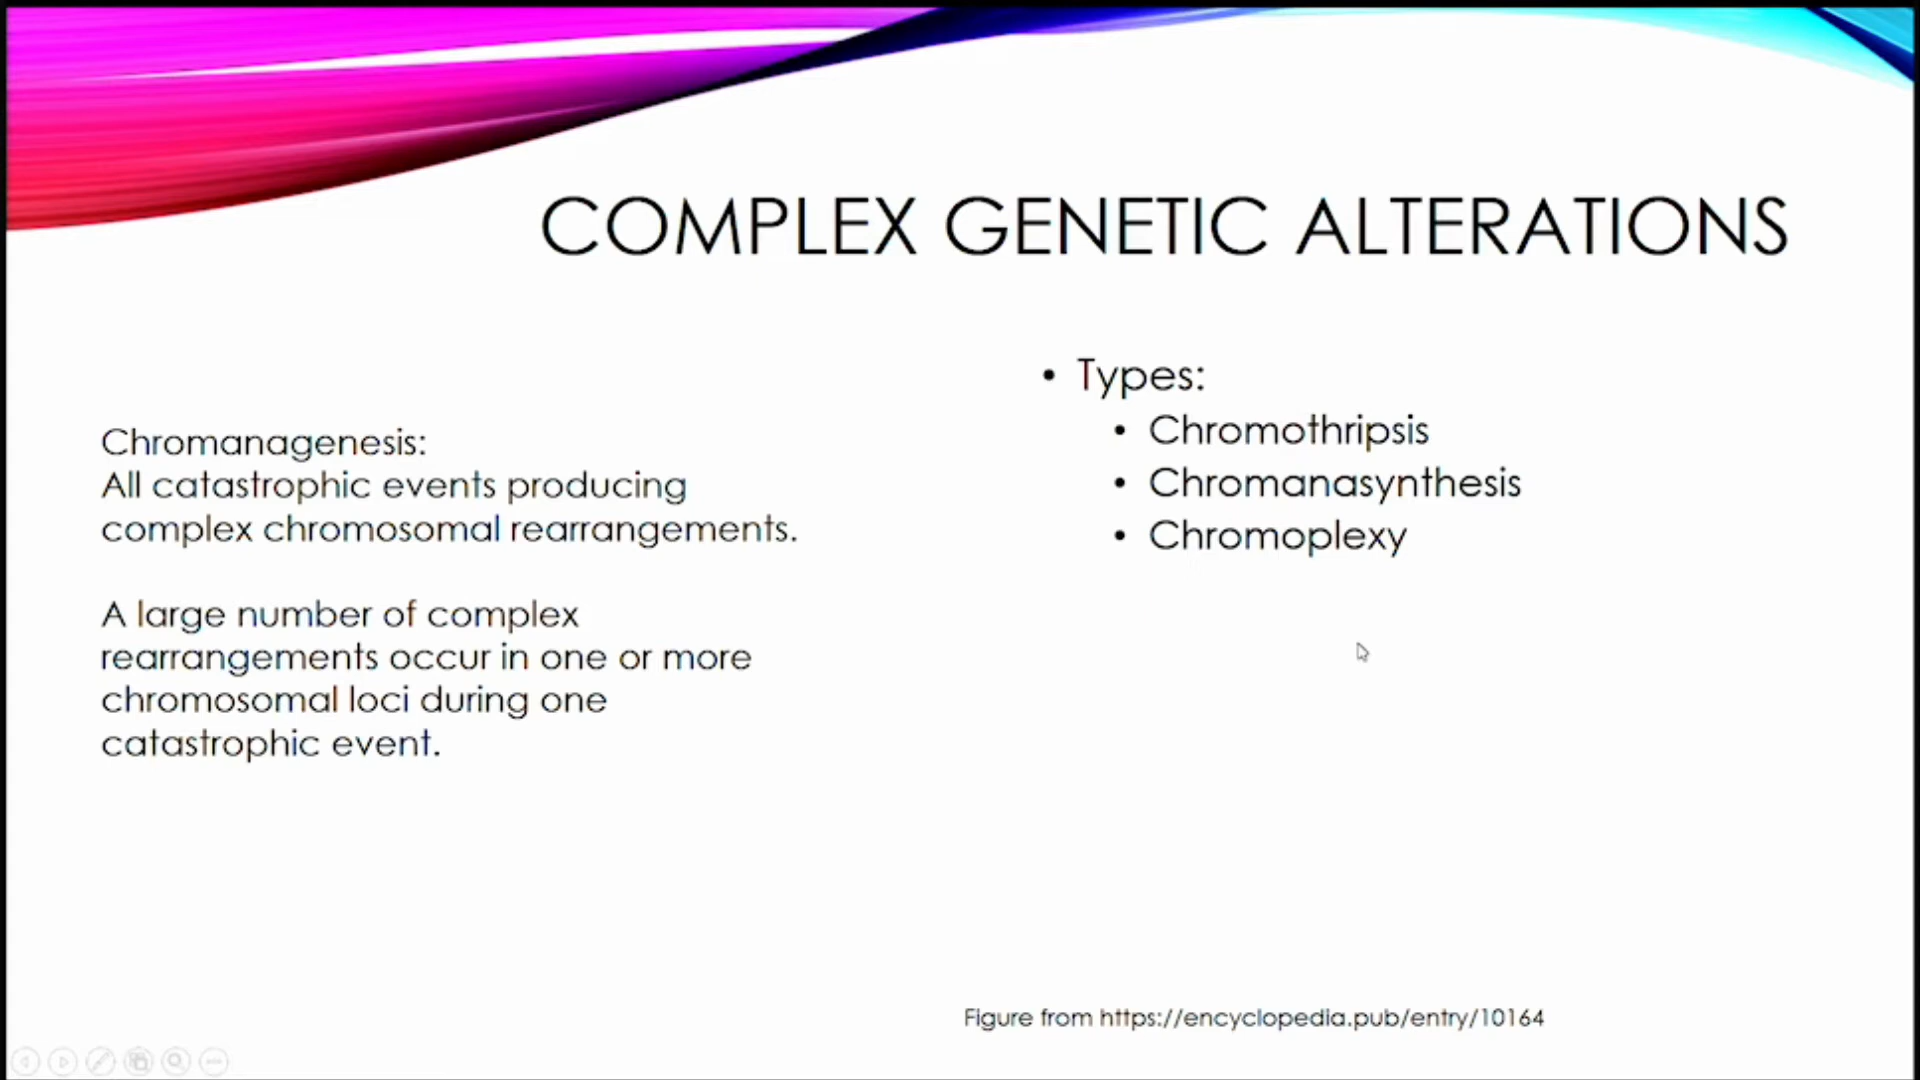 COMPLEX GENETIC ALTERATIONS
Chromanagenesis:
All catastrophic events producing
complex chromosomal rearrangements.
A large number of complex
rearrangements occur in one or more
chromosomal loci during one
catastrophic event.
• Types:
• Chromothripsis
• Chromanasynthesis
• Chromoplexy
Figure from https://encyclopedia.pub/entry/10164